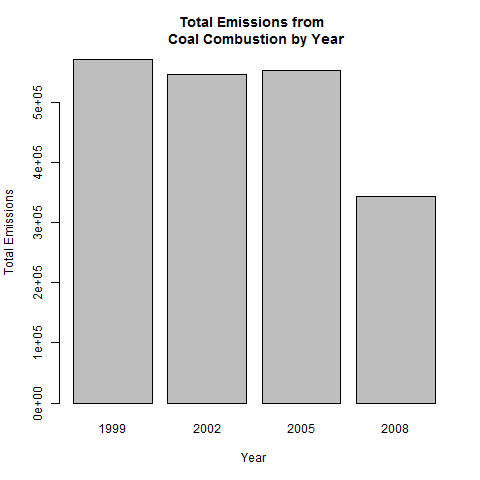 Total Emissions from
Coal Combustion by Year
Total Emissions
5e+05
4e+05
3e+05
2e+05
1e+05
0e+00
1999 2002 2005 2008
Year